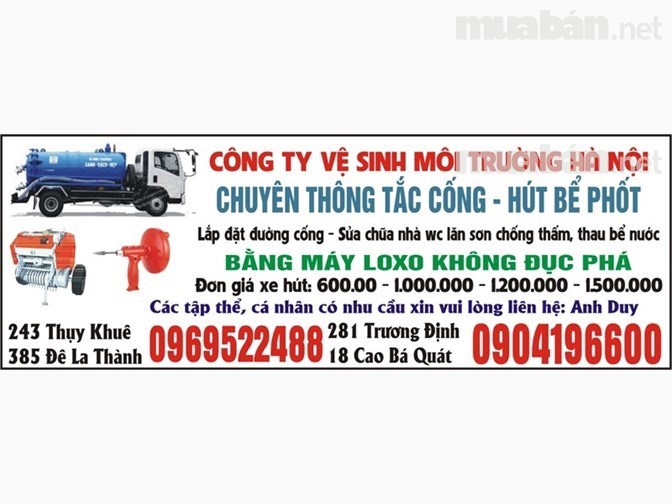 muabán.net
CÔNG TY VỆ SINH MÔI TRƯỜNG HÀ NỘI
CHUYÊN THÔNG TẮC CỐNG - HÚT BỂ PHỐT
Lắp đặt đường cống - Sửa chữa nhà wc lăn sơn chống thấm, thau bể nước
BẰNG MÁY LOXO KHÔNG ĐỤC PHÁ
Đơn giá xe hút: 600.00 - 1.000.000 - 1.200.000 - 1.500.000
Các tập thể, cá nhân có nhu cầu xin vui lòng liên hệ: Anh Duy
243 Thụy Khuê
385 Đê La Thành
0969522488
281 Trương Định
18 Cao Bá Quát
0904196600